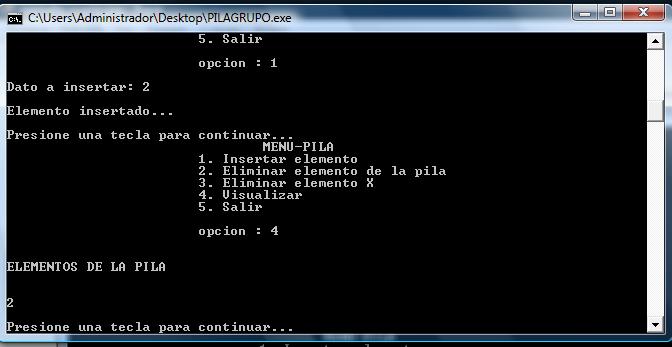 C:\Users\Administrador\Desktop\PILAGRUPO.exe
5. Salir
opcion : 1
Dato a insertar: 2
Elemento insertado...
Presione una tecla para continuar...
MENU-PILA
1. Insertar elemento
2. Eliminar elemento de la pila
3. Eliminar elemento X
4. Visualizar
5. Salir
opcion : 4
ELEMENTOS DE LA PILA
2
Presione una tecla para continuar...